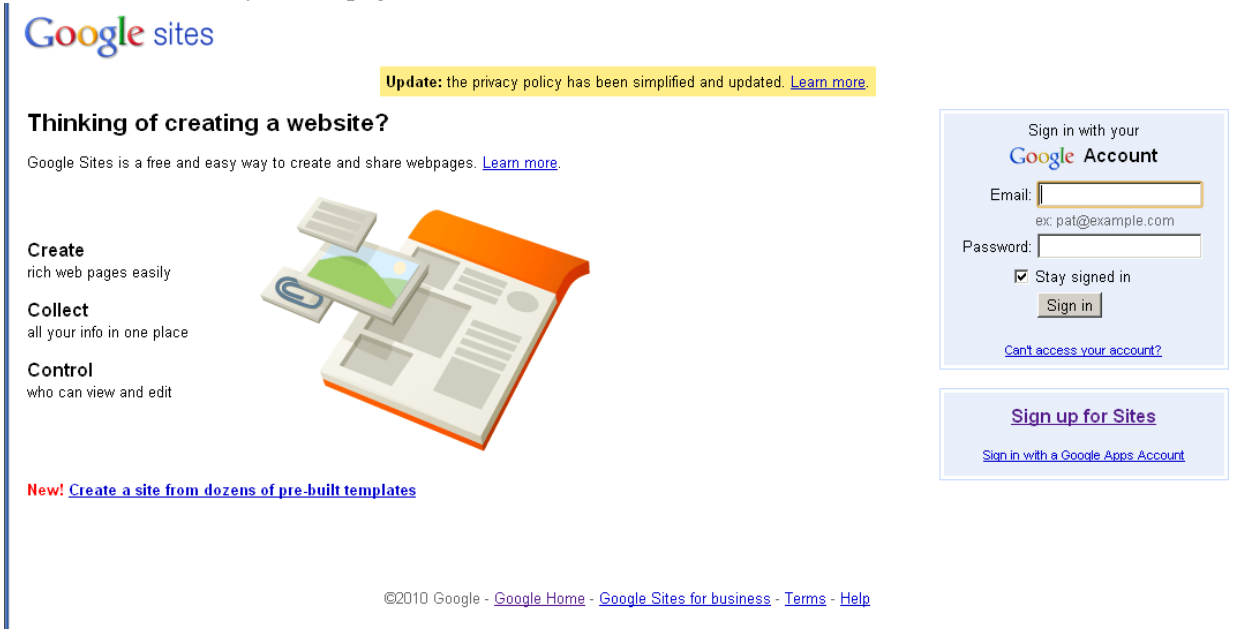 Google sites
Update: the privacy policy has been simplified and updated. Learn more.
Thinking of creating a website?
Google Sites is a free and easy way to create and share webpages. Learn more.
Create
rich web pages easily
Collect
all your info in one place
Control
who can view and edit
New! Create a site from dozens of pre-built templates
Sign in with your
Google Account
Email:
ex: pat@example.com
Password:
Stay signed in
Sign in
Can't access your account?
Sign up for Sites
Sign in with a Google Apps Account
©2010 Google - Google Home - Google Sites for business - Terms - Help